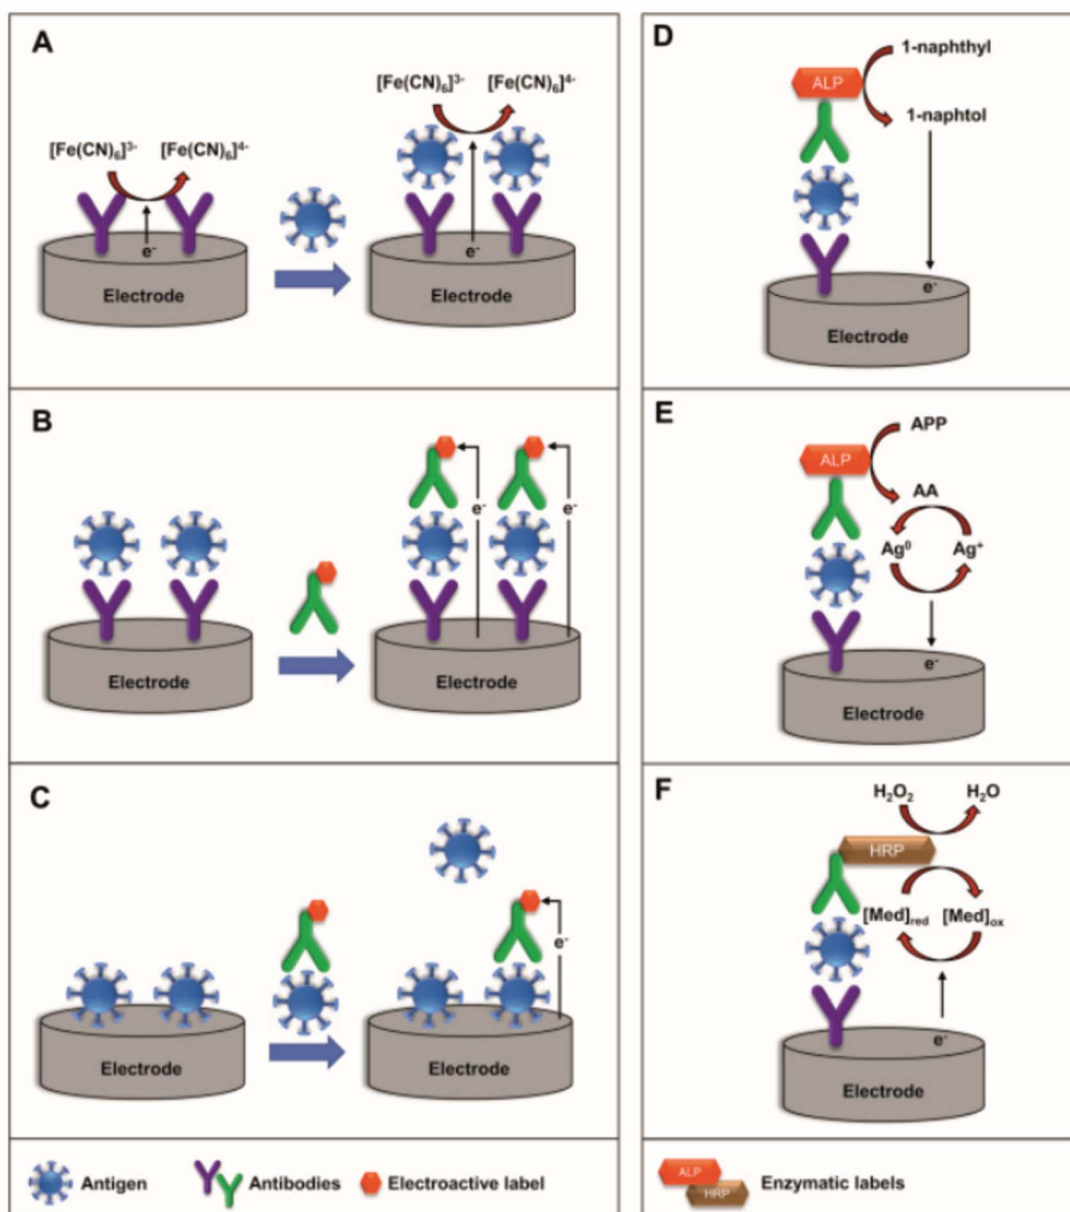 A
[Fe(CN)₆]³⁻ [Fe(CN)₆]⁴⁻
[Fe(CN)₆]³⁻ [Fe(CN)₆]⁴⁻
e⁻
Electrode
e⁻
Electrode
B
e⁻
e⁻
Electrode
Electrode
C
e⁻
Electrode
Electrode
Antigen
Antibodies
Electroactive label
D
1-naphthyl
ALP
1-naphtol
e⁻
Electrode
E
APP
ALP
AA
Ag⁰ Ag⁺
e⁻
Electrode
F
H₂O₂ H₂O
HRP
[Med]red [Med]ox
e⁻
Electrode
ALP
HRP
Enzymatic labels